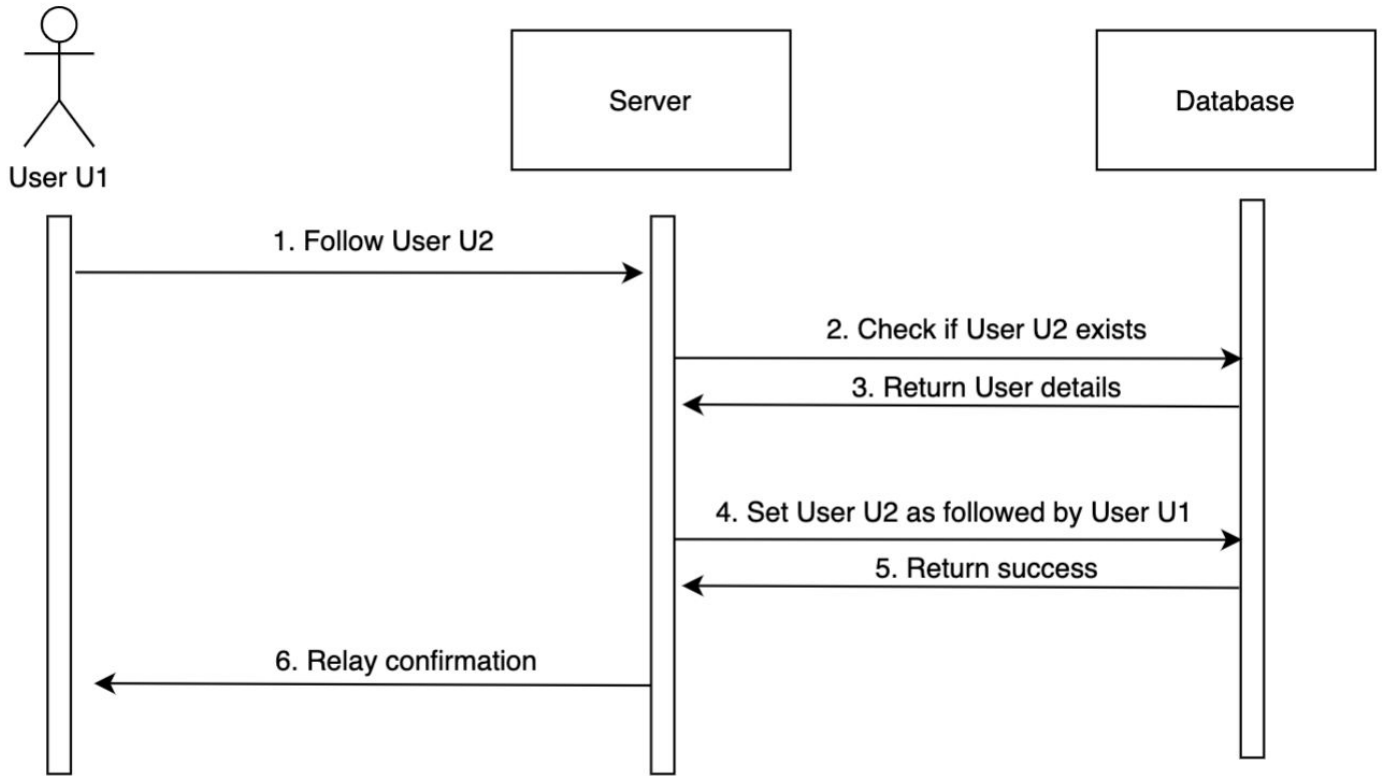 Server
Database
User U1
1. Follow User U2
2. Check if User U2 exists
3. Return User details
4. Set User U2 as followed by User U1
5. Return success
6. Relay confirmation